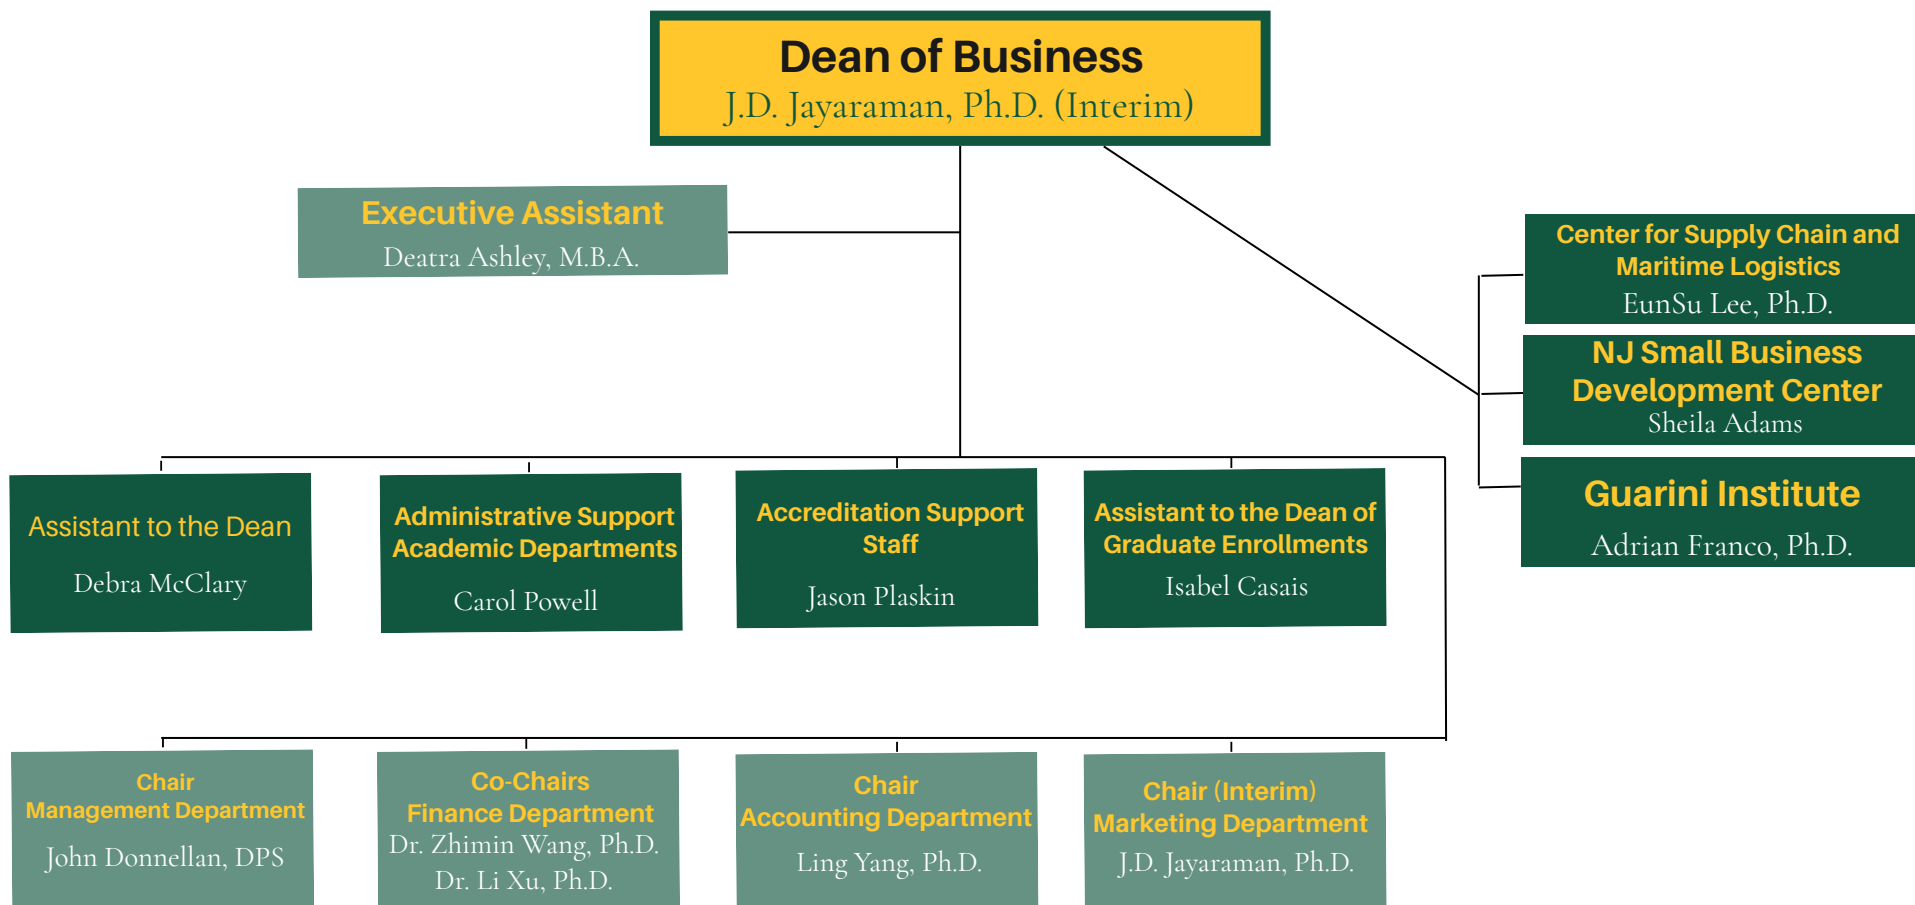 Dean of Business
J.D. Jayaraman, Ph.D. (Interim)
Executive Assistant
Deatra Ashley, M.B.A.
Center for Supply Chain and
Maritime Logistics
EunSu Lee, Ph.D.
NJ Small Business
Development Center
Sheila Adams
Guarini Institute
Adrian Franco, Ph.D.
Assistant to the Dean
Debra McClary
Administrative Support
Academic Departments
Carol Powell
Accreditation Support
Staff
Jason Plaskin
Assistant to the Dean of
Graduate Enrollments
Isabel Casais
Chair
Management Department
John Donnellan, DPS
Co-Chairs
Finance Department
Dr. Zhimin Wang, Ph.D.
Dr. Li Xu, Ph.D.
Chair
Accounting Department
Ling Yang, Ph.D.
Chair (Interim)
Marketing Department
J.D. Jayaraman, Ph.D.